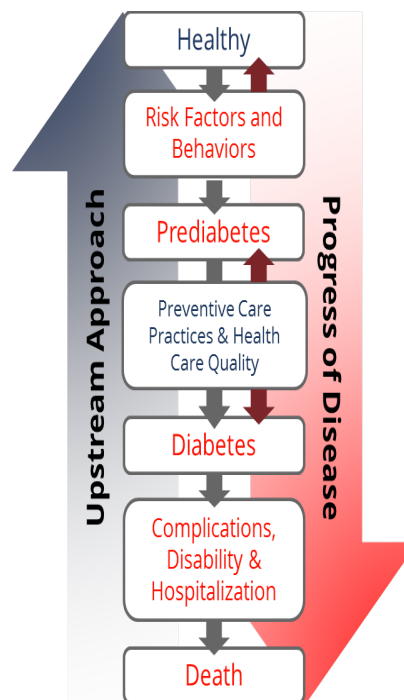 Healthy
Risk Factors and
Behaviors
Prediabetes
Preventive Care
Practices & Health
Care Quality
Diabetes
Complications,
Disability &
Hospitalization
Death
Upstream Approach
Progress of Disease